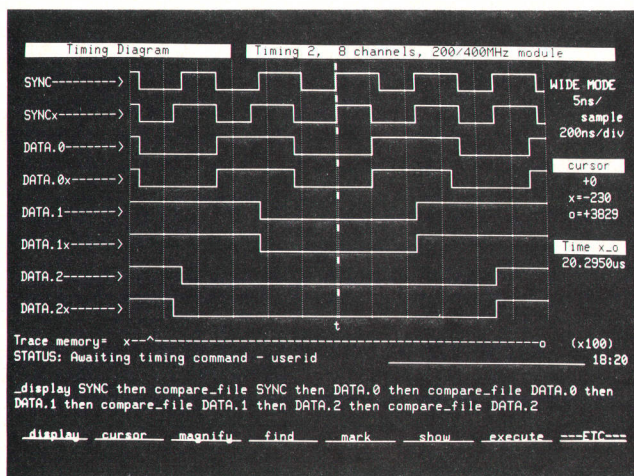 Timing Diagram
Timing 2, 8 channels, 200/400MHz module
SYNC--------->
SYNCx-------->
DATA.0------->
DATA.0x------>
DATA.1------->
DATA.1x------>
DATA.2------->
DATA.2x------>
WIDE MODE
5ns/
sample
200ns/div
cursor
+0
x=-230
o=+3829
Time x_o
20.2950us
t
Trace memory= x--^--------------------------------------------------o (x100)
STATUS: Awaiting timing command - userid 18:20
_display SYNC then compare_file SYNC then DATA.0 then compare_file DATA.0 then
DATA.1 then compare_file DATA.1 then DATA.2 then compare_file DATA.2
display cursor magnify find mark show execute ---ETC---